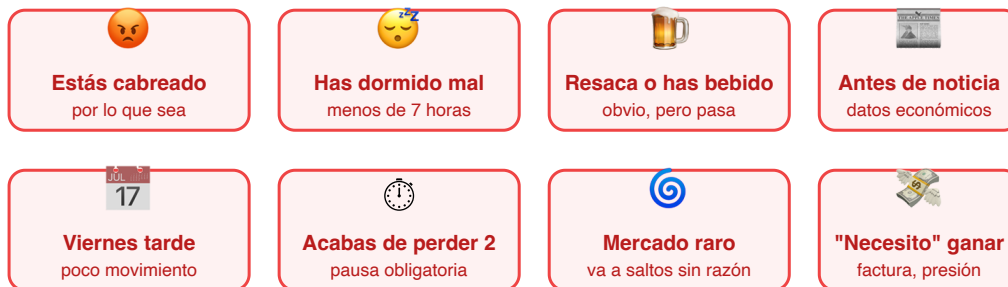 Estás cabreado
por lo que sea
Has dormido mal
menos de 7 horas
Resaca o has bebido
obvio, pero pasa
Antes de noticia
datos económicos
JUL
17
Viernes tarde
poco movimiento
Acabas de perder 2
pausa obligatoria
Mercado raro
va a saltos sin razón
"Necesito" ganar
factura, presión